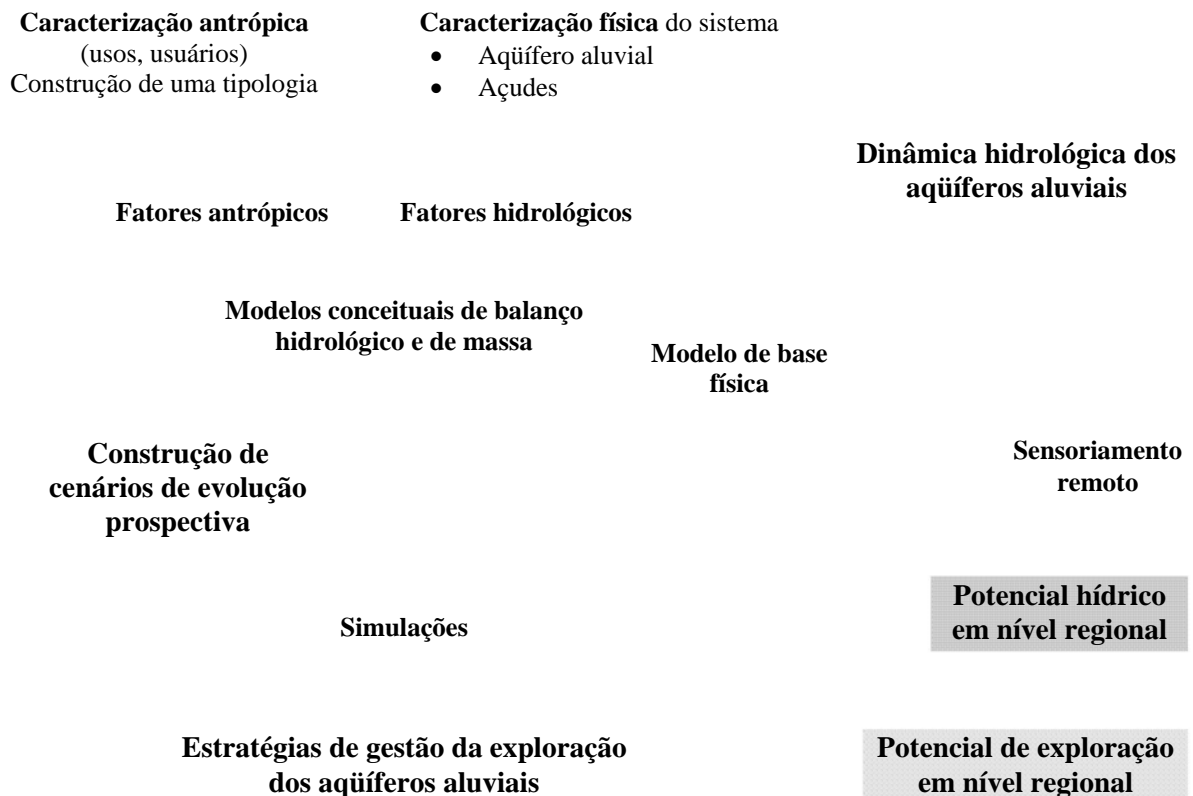 Caracterização antrópica
(usos, usuários)
Construção de uma tipologia
Caracterização física do sistema
• Aqüífero aluvial
• Açudes
Dinâmica hidrológica dos
aqüíferos aluviais
Fatores antrópicos
Fatores hidrológicos
Modelos conceituais de balanço
hidrológico e de massa
Modelo de base
física
Construção de
cenários de evolução
prospectiva
Sensoriamento
remoto
Potencial hídrico
em nível regional
Simulações
Estratégias de gestão da exploração
dos aqüíferos aluviais
Potencial de exploração
em nível regional